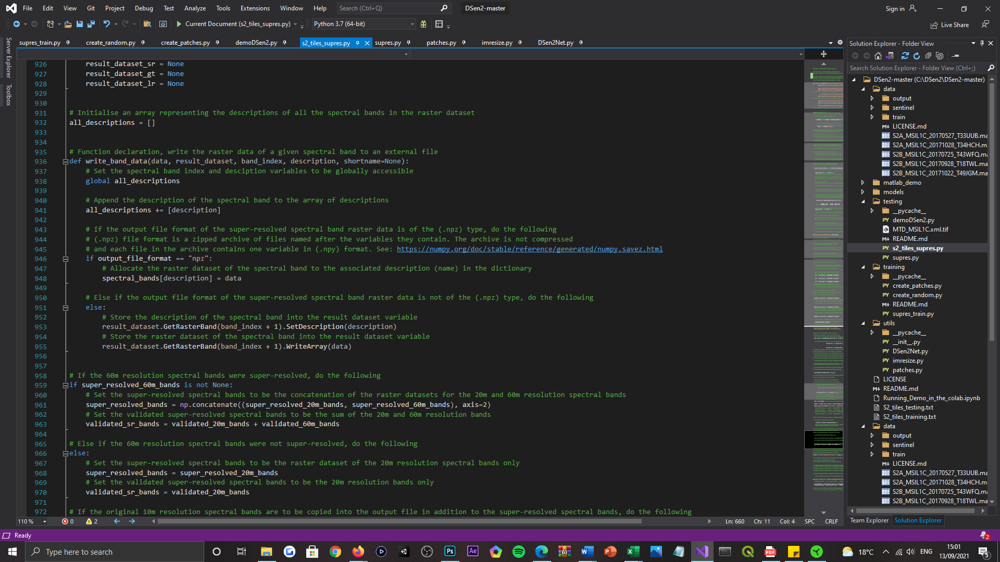 File Edit View Git Project Debug Test Analyze Tools Extensions Window Help Search (Ctrl+Q) DSen2-master Sign in
Current Document (s2_tiles_supres.py) Python 3.7 (64-bit) Live Share
supres_train.py create_random.py create_patches.py demoDSen2.py s2_tiles_supres.py supres.py patches.py imresize.py DSen2Net.py
Server Explorer
Toolbox
926 result_dataset_sr = None
927 result_dataset_gt = None
928 result_dataset_lr = None
929
930
931 # Initialise an array representing the descriptions of all the spectral bands in the raster dataset
932 all_descriptions = []
933
934
935 # Function declaration, write the raster data of a given spectral band to an external file
936 def write_band_data(data, result_dataset, band_index, description, shortname=None):
937 # Set the spectral band index and desciption variables to be globally accessible
938 global all_descriptions
939
940 # Append the description of the spectral band to the array of descriptions
941 all_descriptions += [description]
942
943 # If the output file format of the super-resolved spectral band raster data is of the (.npz) type, do the following
944 # (.npz) file format is a zipped archive of files named after the variables they contain. The archive is not compressed
945 # and each file in the archive contains one variable in (.npy) format. See: https://numpy.org/doc/stable/reference/generated/numpy.savez.html
946 if output_file_format == "npz":
947 # Allocate the raster dataset of the spectral band to the associated description (name) in the dictionary
948 spectral_bands[description] = data
949
950 # Else if the output file format of the super-resolved spectral band raster data is not of the (.npz) type, do the following
951 else:
952 # Store the description of the spectral band into the result dataset variable
953 result_dataset.GetRasterBand(band_index + 1).SetDescription(description)
954 # Store the raster dataset of the spectral band into the result dataset variable
955 result_dataset.GetRasterBand(band_index + 1).WriteArray(data)
956
957
958 # If the 60m resolution spectral bands were super-resolved, do the following
959 if super_resolved_60m_bands is not None:
960 # Set the super-resolved spectral bands to be the concatenation of the raster datasets for the 20m and 60m resolution spectral bands
961 super_resolved_bands = np.concatenate((super_resolved_20m_bands, super_resolved_60m_bands), axis=2)
962 # Set the validated super-resolved spectral bands to be the sum of the 20m and 60m resolution bands
963 validated_sr_bands = validated_20m_bands + validated_60m_bands
964
965 # Else if the 60m resolution spectral bands were not super-resolved, do the following
966 else:
967 # Set the super-resolved spectral bands to be the raster dataset of the 20m resolution spectral bands only
968 super_resolved_bands = super_resolved_20m_bands
969 # Set the validated super-resolved spectral bands to be the 20m resolution bands only
970 validated_sr_bands = validated_20m_bands
971
972 # If the original 10m resolution spectral bands are to be copied into the output file in addition to the super-resolved spectral bands, do the following
110 % 0 2 Ln: 660 Ch: 11 Col: 4 SPC CRLF
Solution Explorer - Folder View
Search Solution Explorer - Folder View (Ctrl+;)
DSen2-master (C:\DSen2\DSen2-master)
data
output
sentinel
train
LICENSE.md
S2A_MSIL1C_20170527_T33UUB.ma
S2A_MSIL1C_20171028_T34HCH.m
S2B_MSIL1C_20170725_T43WFQ.m
S2B_MSIL1C_20170928_T18TWL.ma
S2B_MSIL1C_20171022_T49JGM.ma
matlab_demo
models
testing
__pycache__
demoDSen2.py
MTD_MSIL1C.xml.tif
README.md
s2_tiles_supres.py
supres.py
training
__pycache__
create_patches.py
create_random.py
README.md
supres_train.py
utils
__pycache__
__init__.py
DSen2Net.py
imresize.py
patches.py
LICENSE
README.md
Running_Demo_in_the_colab.ipynb
S2_tiles_testing.txt
S2_tiles_training.txt
data
output
sentinel
train
LICENSE.md
S2A_MSIL1C_20170527_T33UUB.ma
S2A_MSIL1C_20171028_T34HCH.m
S2B_MSIL1C_20170725_T43WFQ.m
S2B_MSIL1C_20170928_T18TWL.ma
Team Explorer Solution Explorer
Ready 2
Type here to search Ps Ae 18°C ENG 15:01
13/09/2021 5